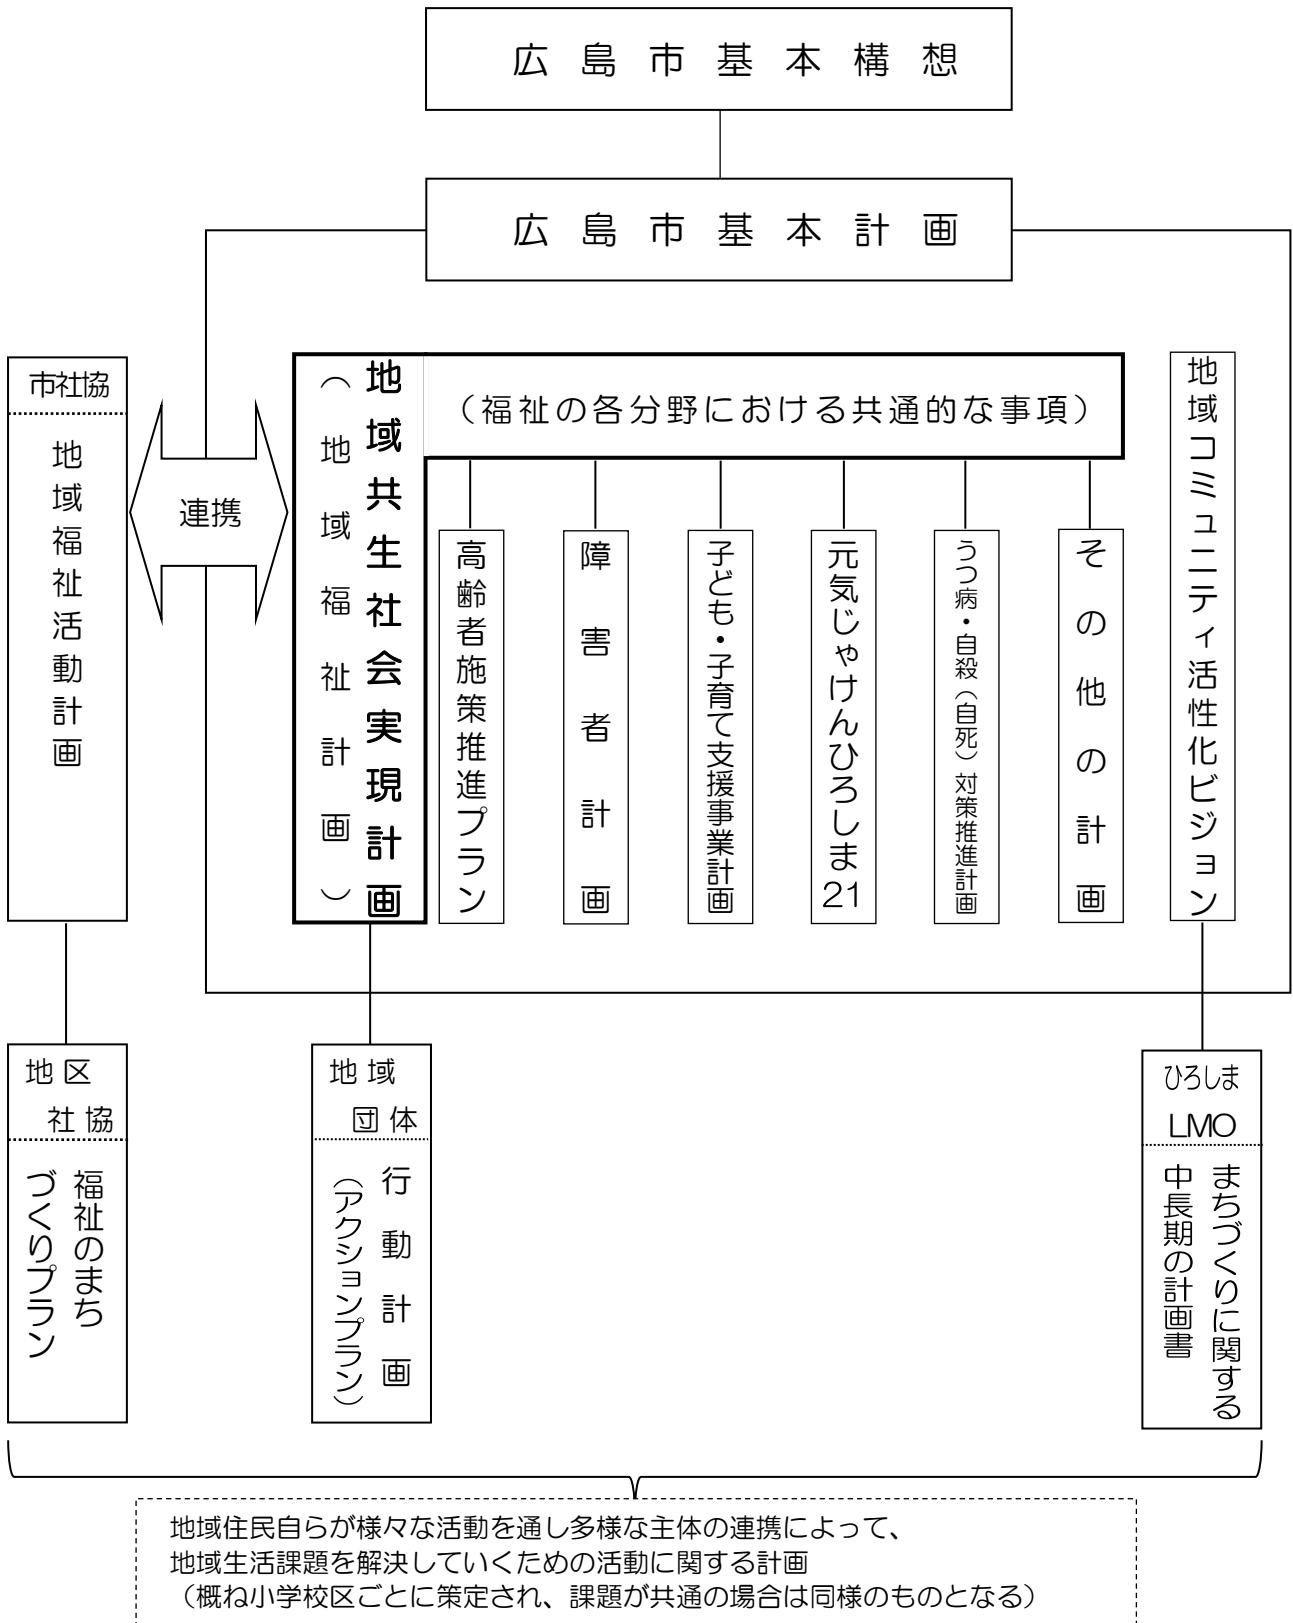 広島市基本構想
広島市基本計画
市社協
地域福祉活動計画
連携
地域共生社会実現計画
（地域福祉計画）
（福祉の各分野における共通的な事項）
高齢者施策推進プラン
障害者計画
子ども・子育て支援事業計画
元気じゃけんひろしま21
うつ病・自殺（自死）対策推進計画
その他の計画
地域コミュニティ活性化ビジョン
地区
社協
福祉のまち
づくりプラン
地域
団体
行動計画
（アクションプラン）
ひろしま
LMO
まちづくりに関する
中長期の計画書
地域住民自らが様々な活動を通し多様な主体の連携によって、
地域生活課題を解決していくための活動に関する計画
（概ね小学校区ごとに策定され、課題が共通の場合は同様のものとなる）